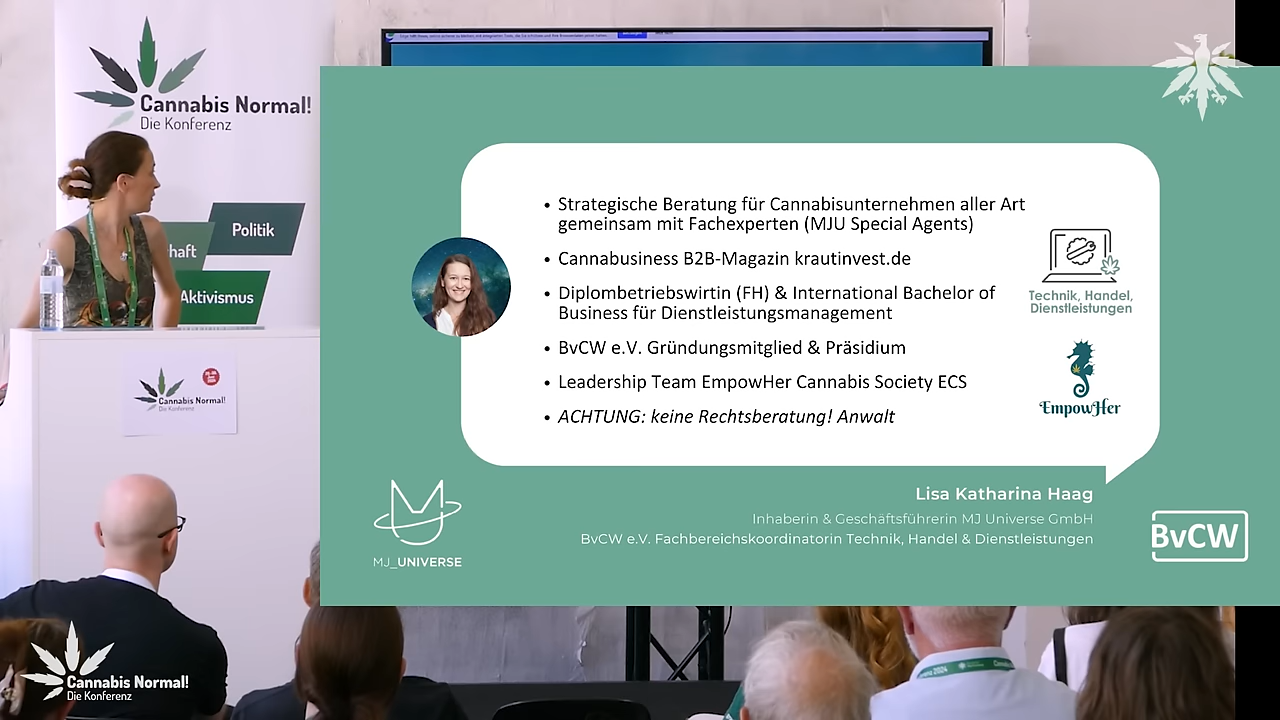 Cannabis Normal!
Die Konferenz
Politik
haft
Aktivismus
Cannabis Normal!
Die Konferenz
• Strategische Beratung für Cannabisunternehmen aller Art
gemeinsam mit Fachexperten (MJU Special Agents)
• Cannabusiness B2B-Magazin krautinvest.de
• Diplombetriebswirtin (FH) & International Bachelor of
Business für Dienstleistungsmanagement
• BvCW e.V. Gründungsmitglied & Präsidium
• Leadership Team EmpowHer Cannabis Society ECS
• ACHTUNG: keine Rechtsberatung! Anwalt
Technik, Handel,
Dienstleistungen
EmpowHer
Lisa Katharina Haag
Inhaberin & Geschäftsführerin MJ Universe GmbH
BvCW e.V. Fachbereichskoordinatorin Technik, Handel & Dienstleistungen
MJ_UNIVERSE
BvCW
Cannabis Normal!
Die Konferenz